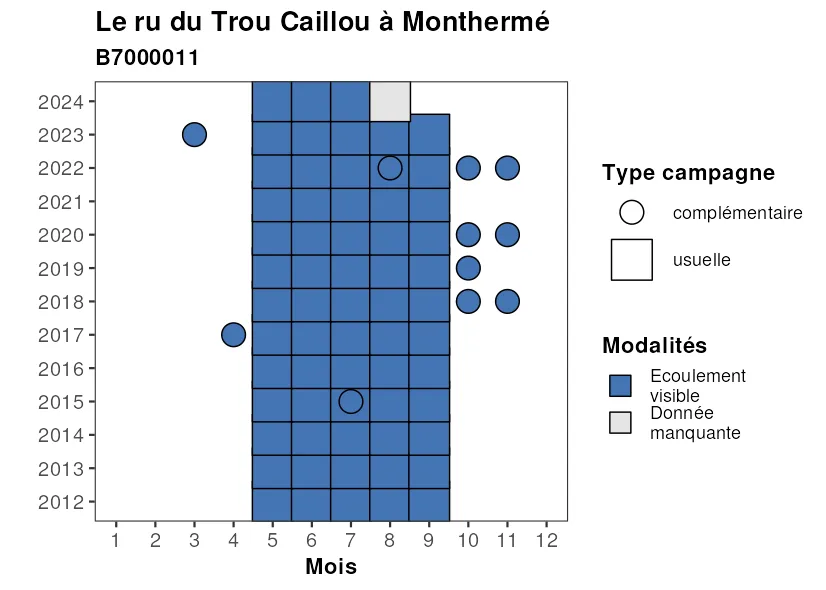 Le ru du Trou Caillou à Monthermé
B7000011
2024
2023
2022
2021
2020
2019
2018
2017
2016
2015
2014
2013
2012
1 2 3 4 5 6 7 8 9 10 11 12
Mois
Type campagne
complémentaire
usuelle
Modalités
Ecoulement
visible
Donnée
manquante